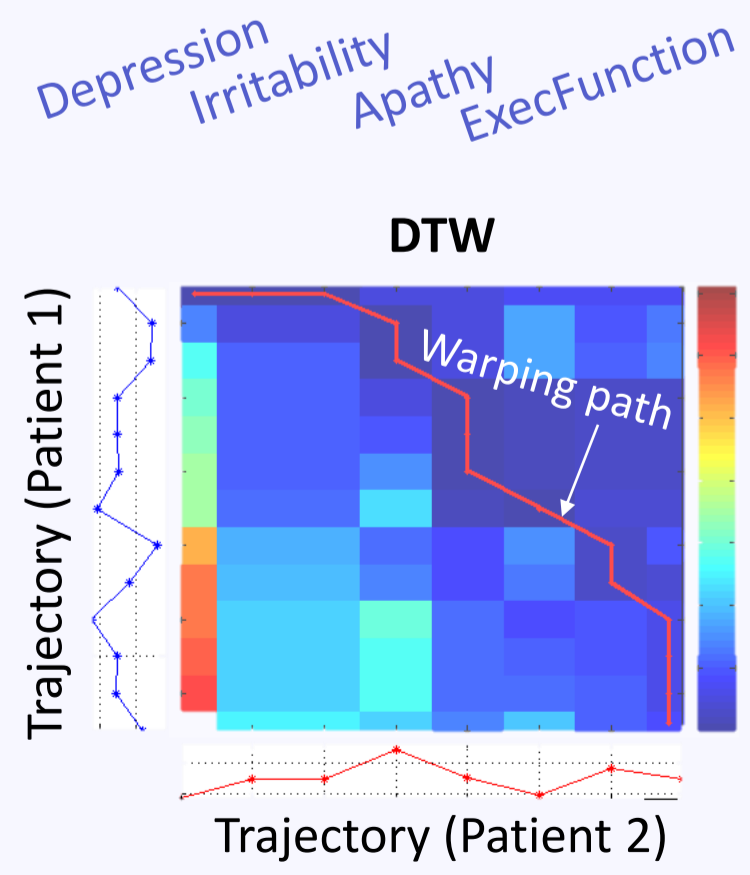 Depression
Irritability
Apathy
ExecFunction
DTW
Trajectory (Patient 1)
Warping path
Trajectory (Patient 2)